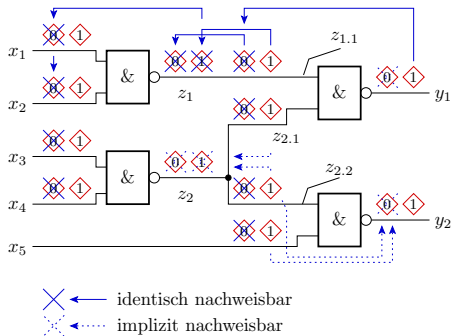 0 1
x₁ 0 1 0 1 z₁.₁
& 0 1
0 1 & y₁
x₂ z₁ 0 1
0 1 z₂.₁
x₃ 0 1
& z₂.₂
0 1 z₂ 0 1 0 1
x₄ & y₂
0 1
x₅
identisch nachweisbar
implizit nachweisbar